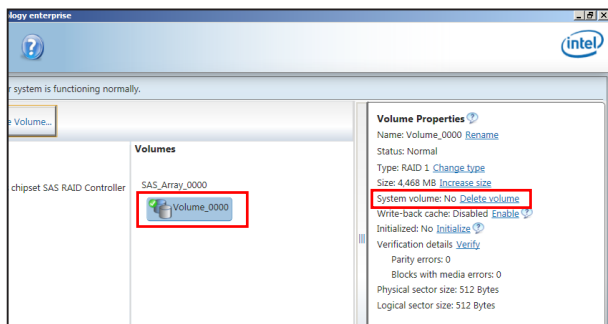 ology enterprise
intel
r system is functioning normally.
e Volume...
chipset SAS RAID Controller
Volumes
SAS_Array_0000
Volume_0000
Volume Properties
Name: Volume_0000 Rename
Status: Normal
Type: RAID 1 Change type
Size: 4,468 MB Increase size
System volume: No Delete volume
Write-back cache: Disabled Enable
Initialized: No Initialize
Verification details Verify
Parity errors: 0
Blocks with media errors: 0
Physical sector size: 512 Bytes
Logical sector size: 512 Bytes